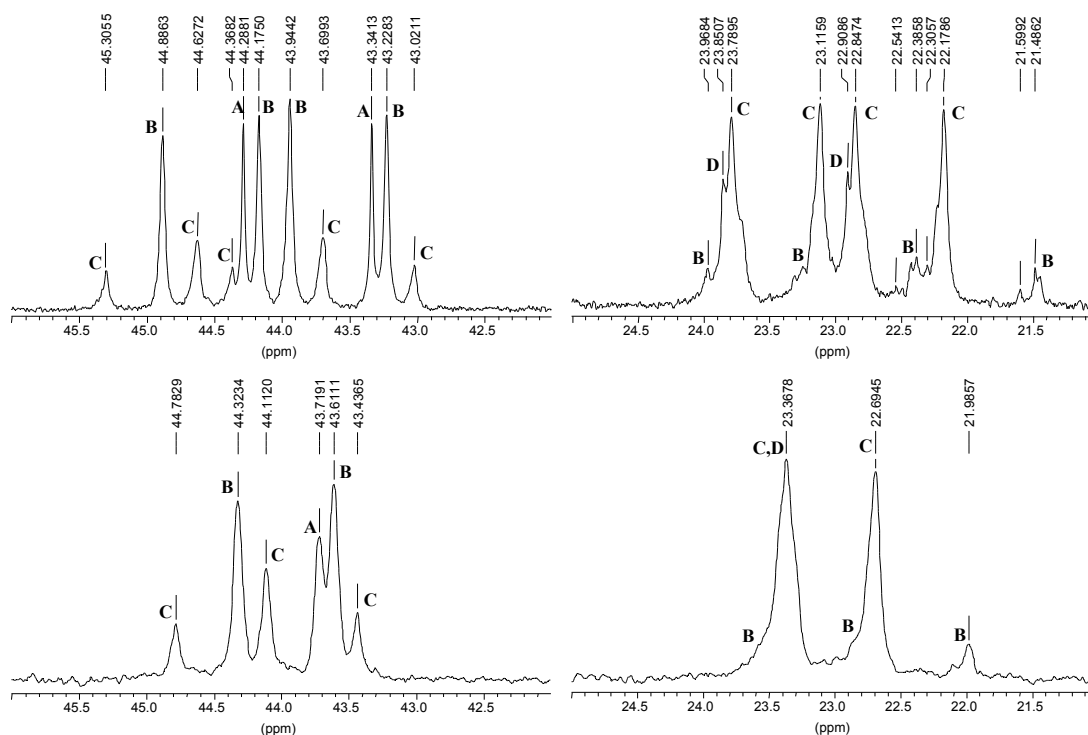 45.3055
44.8863
44.6272
44.3682
44.2881
44.1750
43.9442
43.6993
43.3413
43.2283
43.0211
C
B
C
C
A
B
B
C
A
B
C
45.5 45.0 44.5 44.0 43.5 43.0 42.5
(ppm)
23.9684
23.8507
23.7895
23.1159
22.9086
22.8474
22.5413
22.3858
22.3057
22.1786
21.5992
21.4862
B
D
C
B
C
D
C
B
C
B
24.5 24.0 23.5 23.0 22.5 22.0 21.5
(ppm)
44.7829
44.3234
44.1120
43.7191
43.6111
43.4365
C
B
C
A
B
C
45.5 45.0 44.5 44.0 43.5 43.0 42.5
(ppm)
23.3678
22.6945
21.9857
B
C,D
B
C
B
24.5 24.0 23.5 23.0 22.5 22.0 21.5
(ppm)